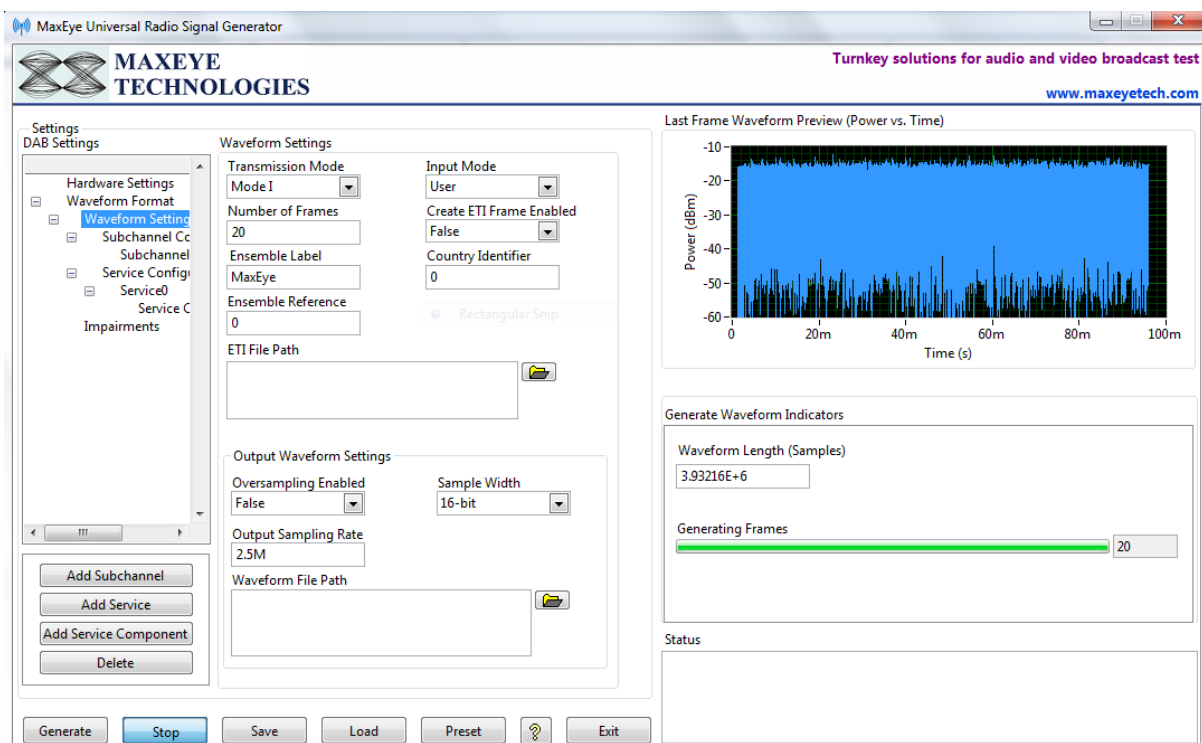 MaxEye Universal Radio Signal Generator
MAXEYE
TECHNOLOGIES
Turnkey solutions for audio and video broadcast test
www.maxeyetech.com
Settings
DAB Settings
Hardware Settings
Waveform Format
Waveform Setting
Subchannel Cc
Subchannel
Service Configu
Service0
Service C
Impairments
Add Subchannel
Add Service
Add Service Component
Delete
Waveform Settings
Transmission Mode
Mode I
Input Mode
User
Number of Frames
20
Create ETI Frame Enabled
False
Ensemble Label
MaxEye
Country Identifier
0
Ensemble Reference
0
Rectangular Snip
ETI File Path
Output Waveform Settings
Oversampling Enabled
False
Sample Width
16-bit
Output Sampling Rate
2.5M
Waveform File Path
Last Frame Waveform Preview (Power vs. Time)
Power (dBm)
-10
-20
-30
-40
-50
-60
0 20m 40m 60m 80m 100m
Time (s)
Generate Waveform Indicators
Waveform Length (Samples)
3.93216E+6
Generating Frames
20
Status
Generate Stop Save Load Preset ? Exit